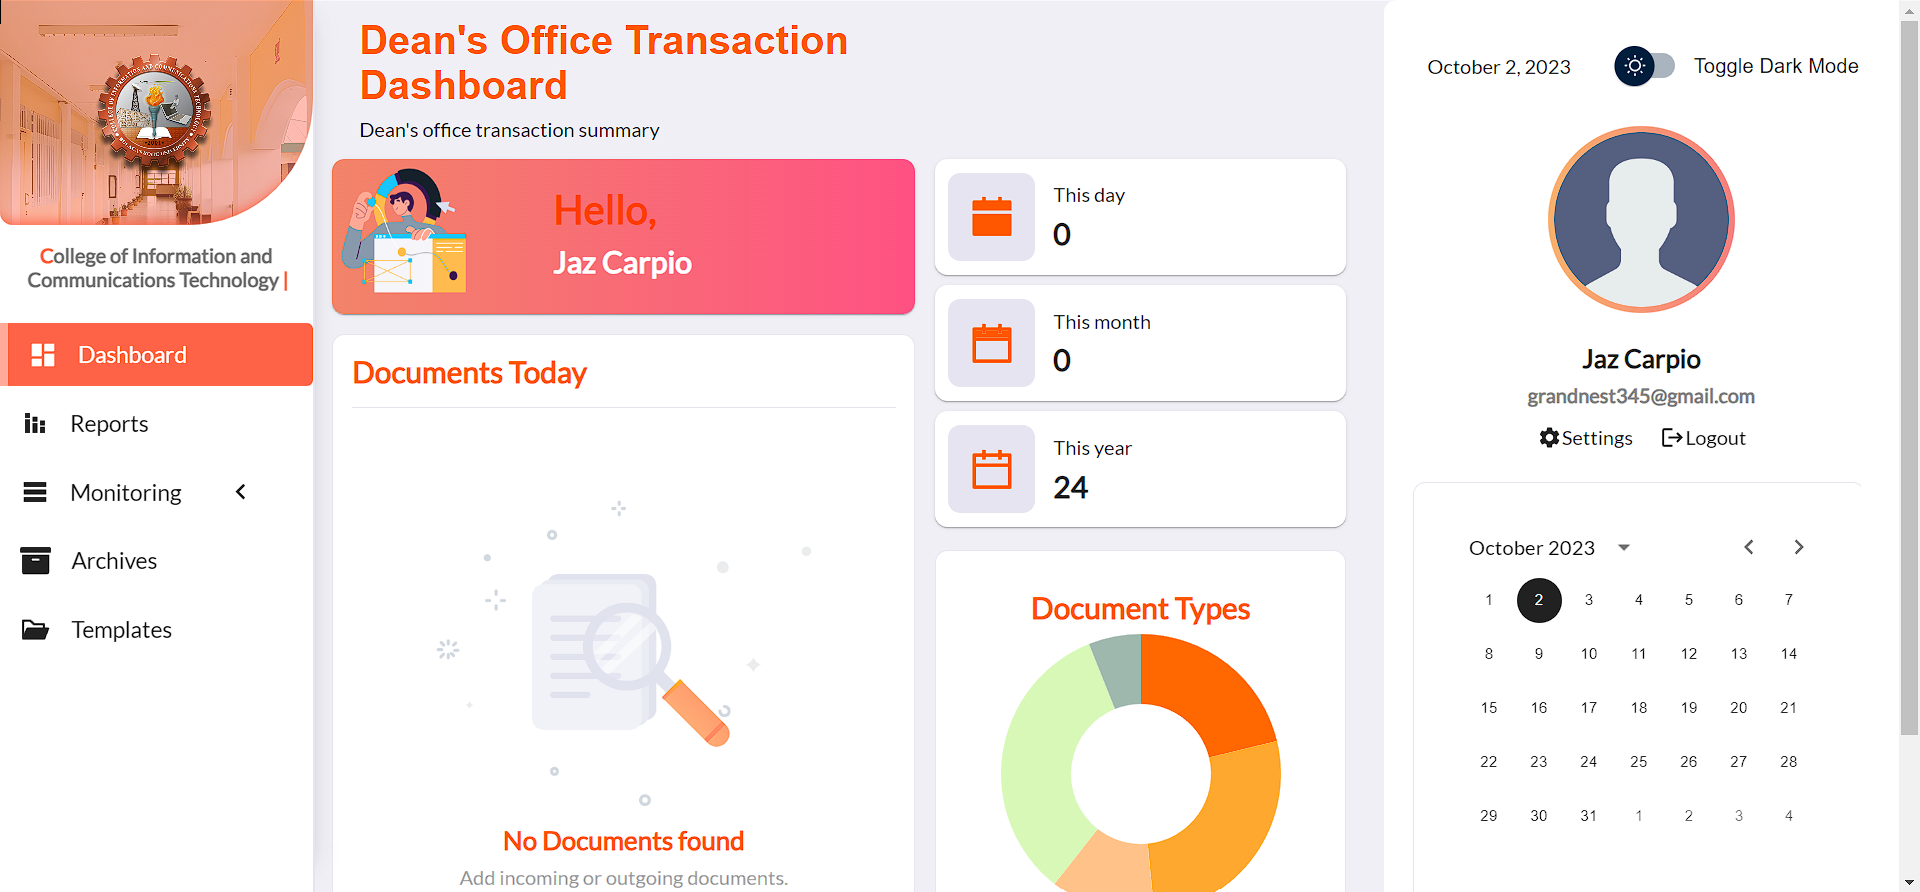 Dean's Office Transaction
Dashboard
Dean's office transaction summary
College of Information and
Communications Technology |
Dashboard
Reports
Monitoring
Archives
Templates
Hello,
Jaz Carpio
Documents Today
No Documents found
Add incoming or outgoing documents.
This day
0
This month
0
This year
24
Document Types
October 2, 2023
Toggle Dark Mode
Jaz Carpio
grandnest345@gmail.com
Settings Logout
October 2023
1 2 3 4 5 6 7
8 9 10 11 12 13 14
15 16 17 18 19 20 21
22 23 24 25 26 27 28
29 30 31 1 2 3 4